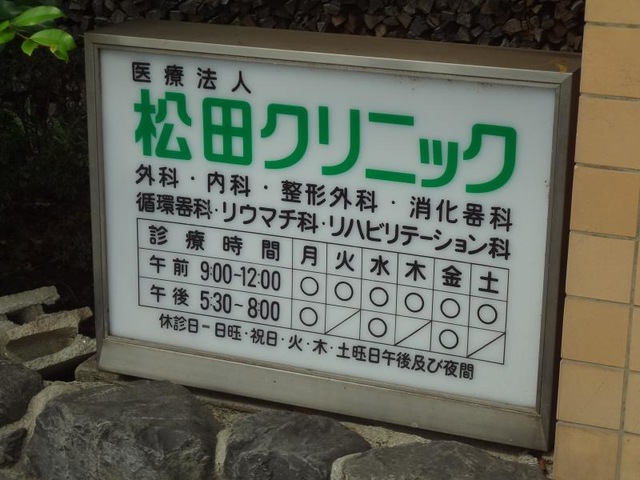 医療法人
松田クリニック
外科・内科・整形外科・消化器科
循環器科・リウマチ科・リハビリテーション科
診療時間 月 火 水 木 金 土
午前 9:00-12:00 ○ ○ ○ ○ ○ ○
午後 5:30-8:00 ○ ／ ○ ／ ○ ／
休診日ー日旺・祝日・火・木・土旺日午後及び夜間